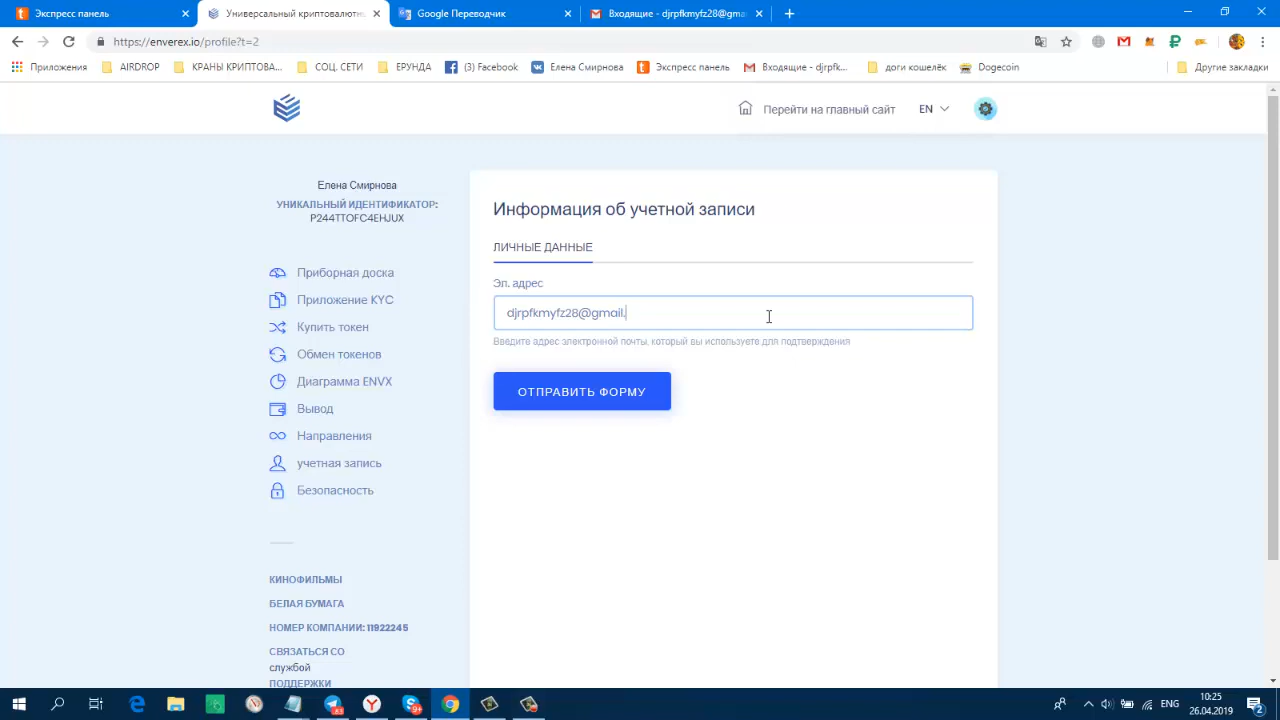 Экспресс панель
Универсальный криптовалютн
Google Переводчик
Входящие - djrpfkmyfz28@gma
https://enverex.io/profile?t=2
Приложения
AIRDROP
КРАНЫ КРИПТОВА...
СОЦ. СЕТИ
ЕРУНДА
(3) Facebook
Елена Смирнова
Экспресс панель
Входящие - djrpfk...
доги кошелёк
Dogecoin
Другие закладки
Перейти на главный сайт
EN
Елена Смирнова
УНИКАЛЬНЫЙ ИДЕНТИФИКАТОР:
P244TTOFC4EHJUX
Приборная доска
Приложение KYC
Купить токен
Обмен токенов
Диаграмма ENVX
Вывод
Направления
учетная запись
Безопасность
КИНОФИЛЬМЫ
БЕЛАЯ БУМАГА
НОМЕР КОМПАНИИ: 11922245
СВЯЗАТЬСЯ СО
службой
ПОДДЕРЖКИ
Информация об учетной записи
ЛИЧНЫЕ ДАННЫЕ
Эл. адрес
djrpfkmyfz28@gmail.
Введите адрес электронной почты, который вы используете для подтверждения
ОТПРАВИТЬ ФОРМУ
ENG
10:25
26.04.2019